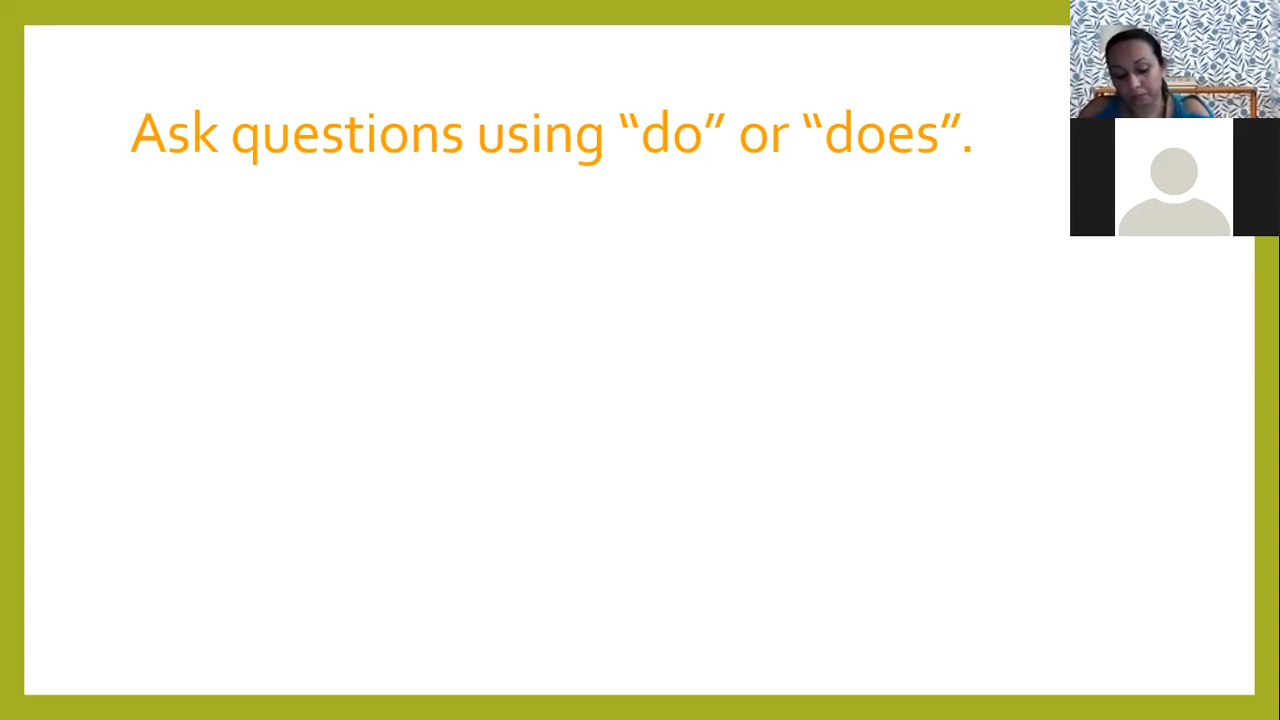 Ask questions using “do” or “does”.